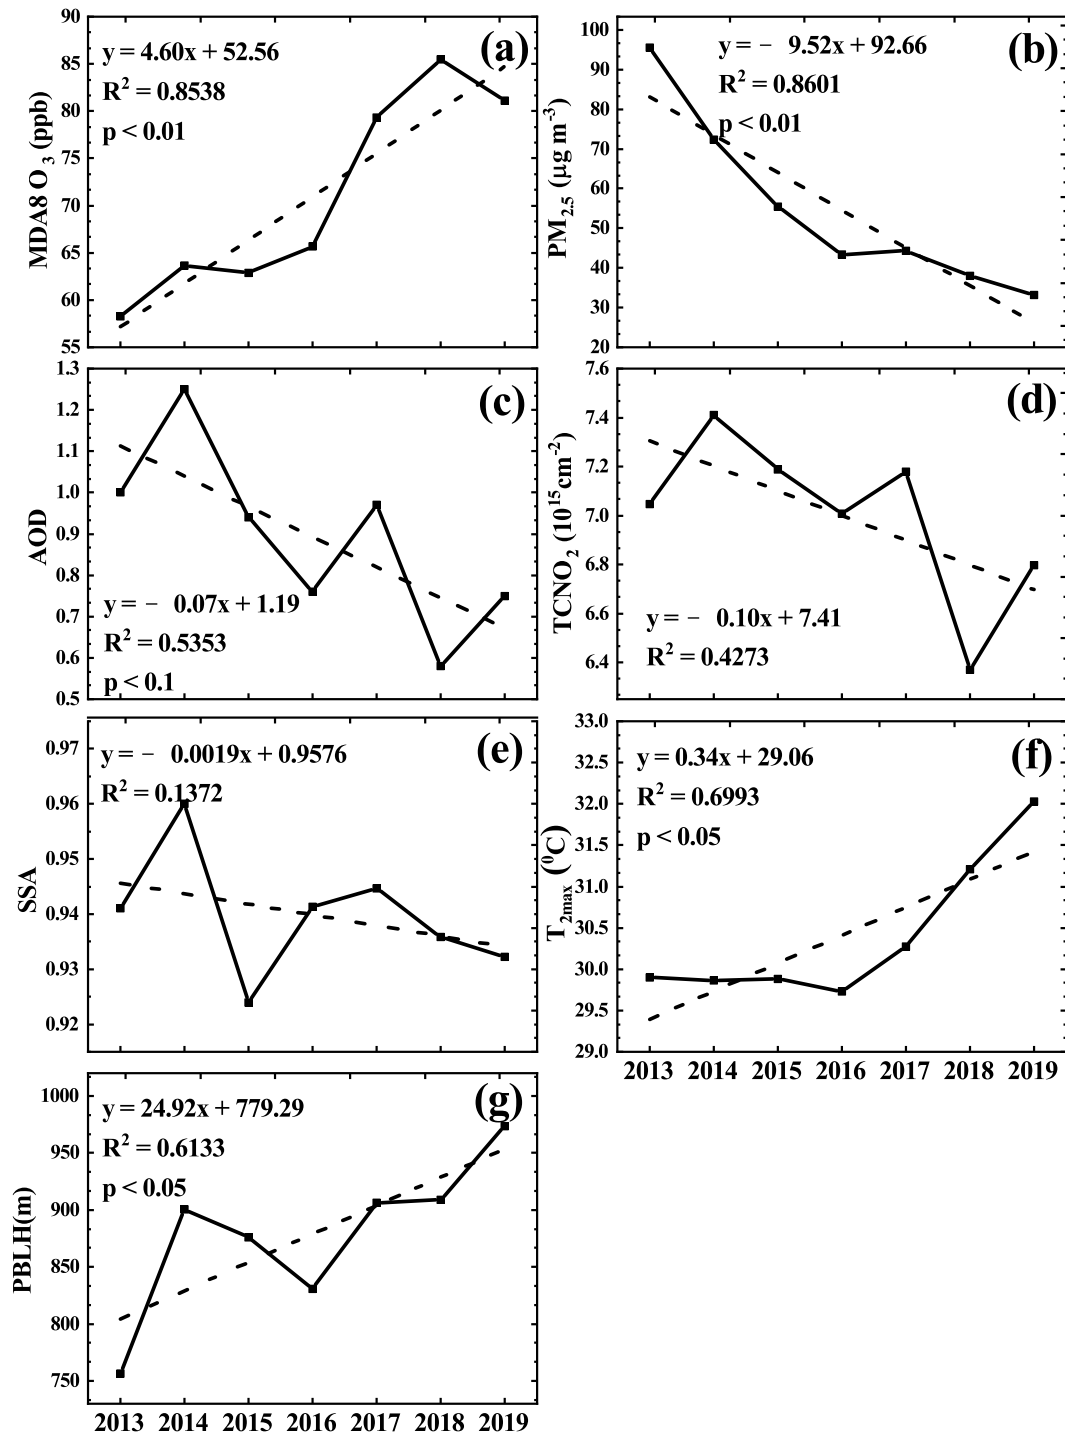 (a)
y = 4.60x + 52.56
R² = 0.8538
p < 0.01
MDA8 O₃ (ppb)
90
85
80
75
70
65
60
55
(b)
y = − 9.52x + 92.66
R² = 0.8601
p < 0.01
PM₂.₅ (μg m⁻³)
100
90
80
70
60
50
40
30
20
(c)
y = − 0.07x + 1.19
R² = 0.5353
p < 0.1
AOD
1.3
1.2
1.1
1.0
0.9
0.8
0.7
0.6
0.5
(d)
y = − 0.10x + 7.41
R² = 0.4273
TCNO₂ (10¹⁵cm⁻²)
7.6
7.4
7.2
7.0
6.8
6.6
6.4
(e)
y = − 0.0019x + 0.9576
R² = 0.1372
SSA
0.97
0.96
0.95
0.94
0.93
0.92
(f)
y = 0.34x + 29.06
R² = 0.6993
p < 0.05
T₂ₘₐₓ (⁰C)
33.0
32.5
32.0
31.5
31.0
30.5
30.0
29.5
29.0
2013 2014 2015 2016 2017 2018 2019
(g)
y = 24.92x + 779.29
R² = 0.6133
p < 0.05
PBLH(m)
1000
950
900
850
800
750
2013 2014 2015 2016 2017 2018 2019